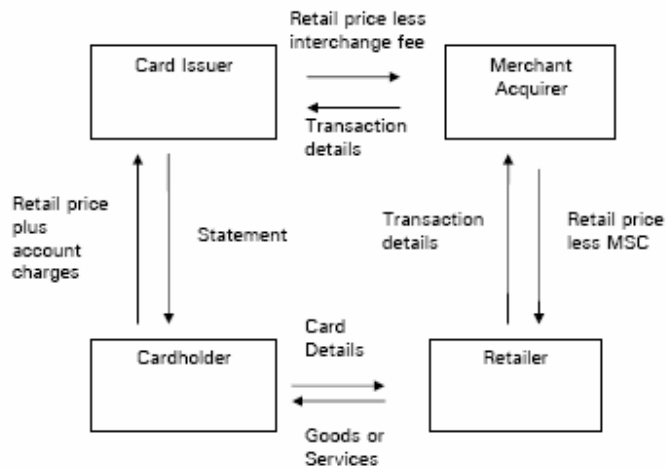 Retail price less
interchange fee
Card Issuer
Merchant
Acquirer
Transaction
details
Retail price
plus
account
charges
Statement
Transaction
details
Retail price
less MSC
Card
Details
Cardholder
Retailer
Goods or
Services